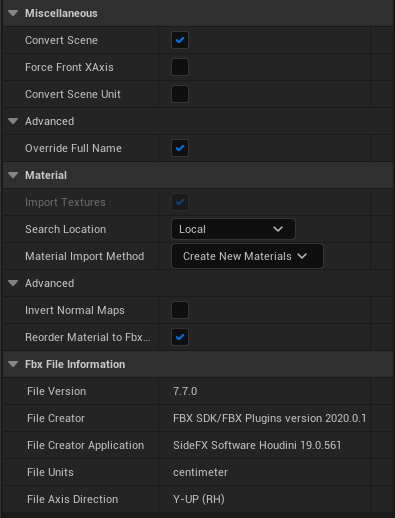 Miscellaneous
Convert Scene
Force Front XAxis
Convert Scene Unit
Advanced
Override Full Name
Material
Import Textures
Search Location Local
Material Import Method Create New Materials
Advanced
Invert Normal Maps
Reorder Material to Fbx...
Fbx File Information
File Version 7.7.0
File Creator FBX SDK/FBX Plugins version 2020.0.1
File Creator Application SideFX Software Houdini 19.0.561
File Units centimeter
File Axis Direction Y-UP (RH)